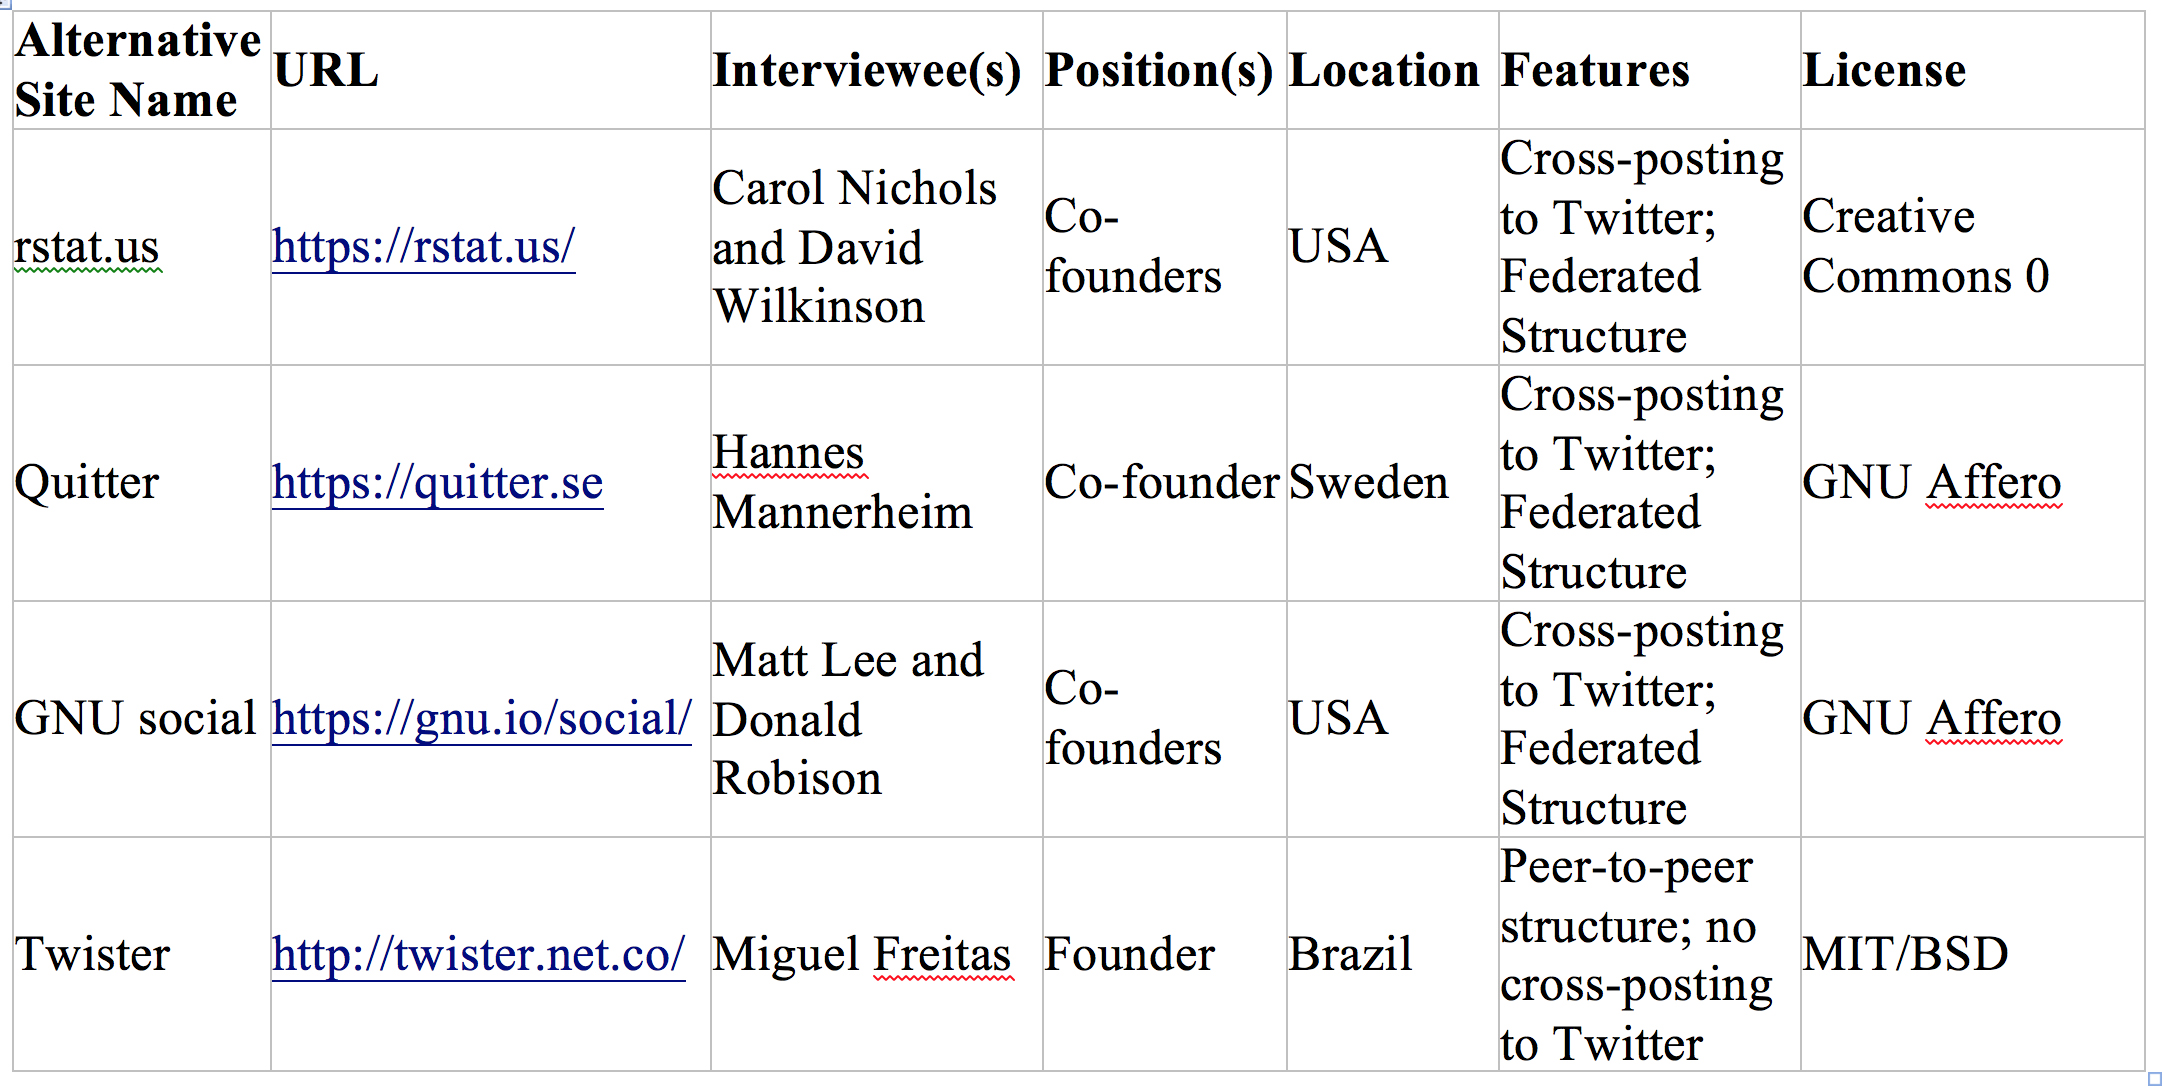 Alternative Site Name | URL | Interviewee(s) | Position(s) | Location | Features | License
rstat.us | https://rstat.us/ | Carol Nichols and David Wilkinson | Co-founders | USA | Cross-posting to Twitter; Federated Structure | Creative Commons 0
Quitter | https://quitter.se | Hannes Mannerheim | Co-founder | Sweden | Cross-posting to Twitter; Federated Structure | GNU Affero
GNU social | https://gnu.io/social/ | Matt Lee and Donald Robison | Co-founders | USA | Cross-posting to Twitter; Federated Structure | GNU Affero
Twister | http://twister.net.co/ | Miguel Freitas | Founder | Brazil | Peer-to-peer structure; no cross-posting to Twitter | MIT/BSD